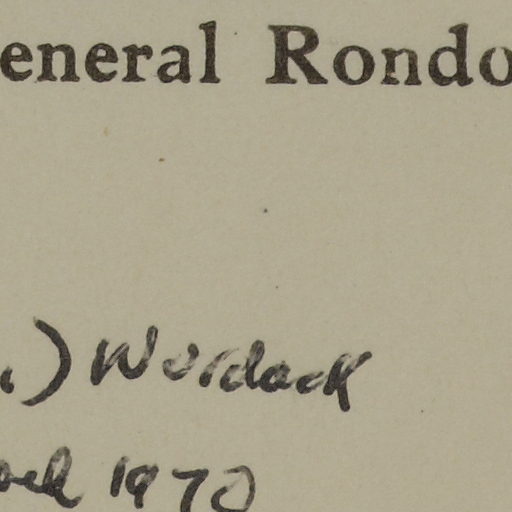 eneral Rondo
.) Wurdack
1970